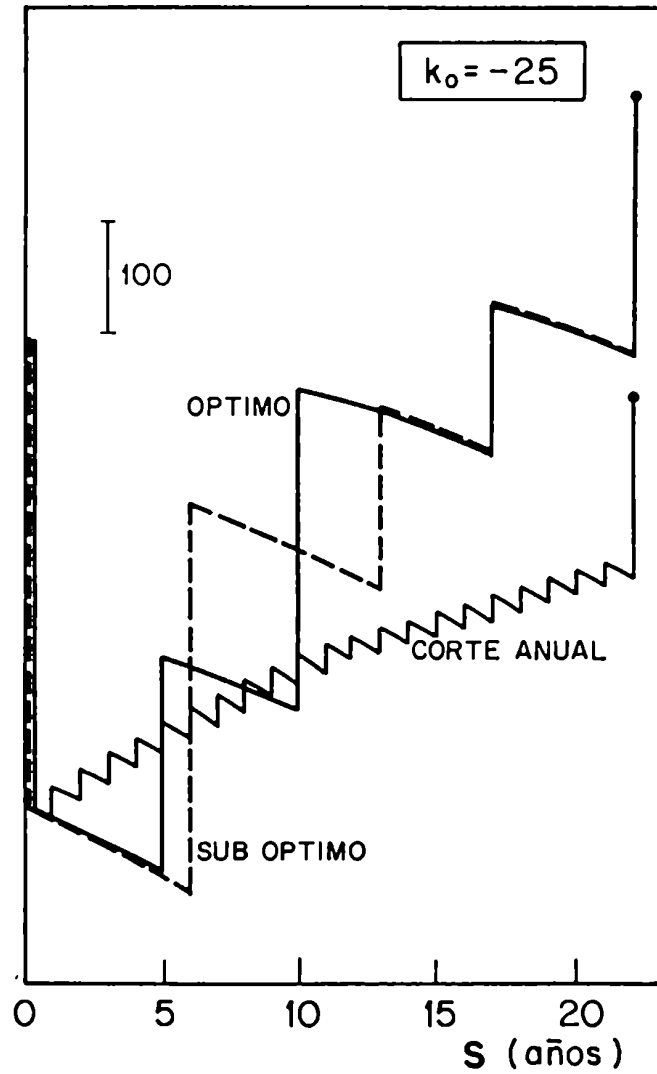 k₀ = -25
100
OPTIMO
CORTE ANUAL
SUB OPTIMO
0 5 10 15 20
S (años)